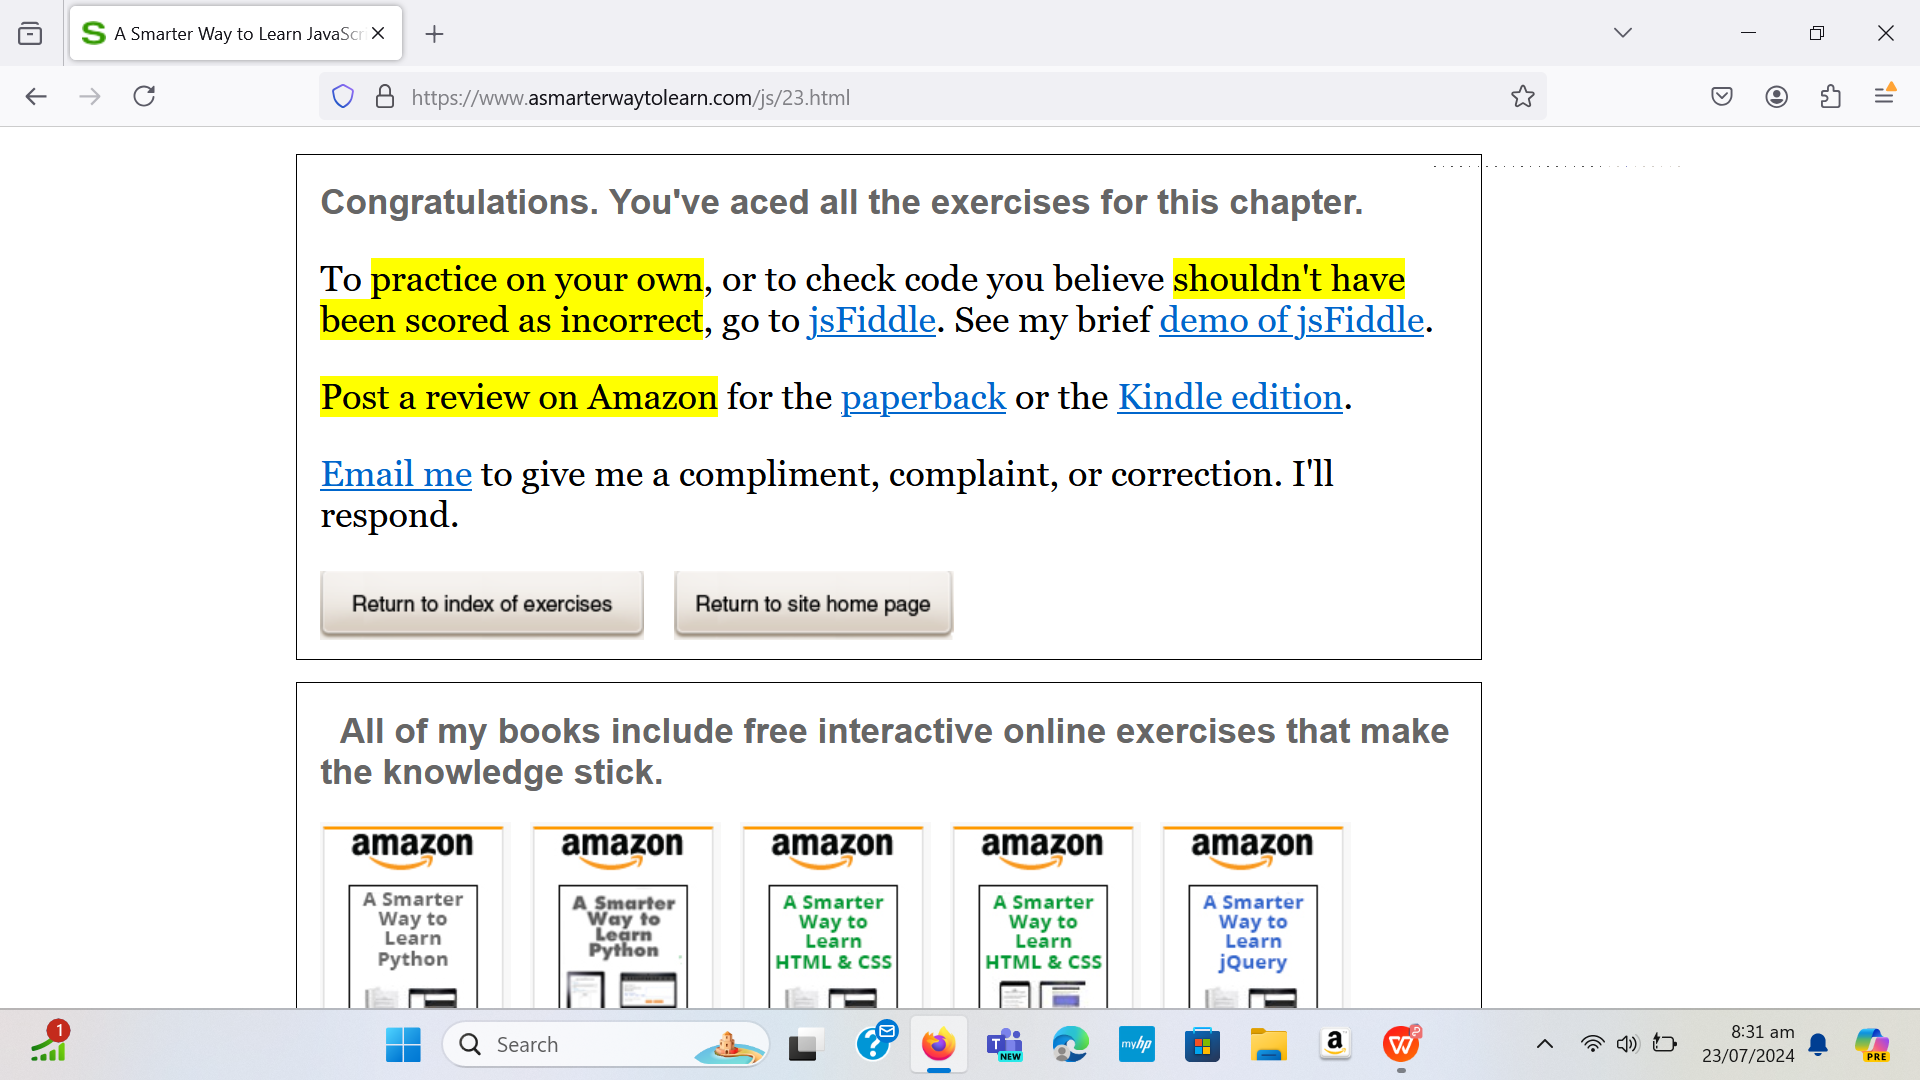 A Smarter Way to Learn JavaScr
https://www.asmarterwaytolearn.com/js/23.html
Congratulations. You've aced all the exercises for this chapter.
To practice on your own, or to check code you believe shouldn't have
been scored as incorrect, go to jsFiddle. See my brief demo of jsFiddle.
Post a review on Amazon for the paperback or the Kindle edition.
Email me to give me a compliment, complaint, or correction. I'll
respond.
Return to index of exercises
Return to site home page
All of my books include free interactive online exercises that make
the knowledge stick.
amazon
A Smarter
Way to
Learn
Python
amazon
A Smarter
Way to
Learn
Python
amazon
A Smarter
Way to
Learn
HTML & CSS
amazon
A Smarter
Way to
Learn
HTML & CSS
amazon
A Smarter
Way to
Learn
jQuery
1
Search
T
NEW
myhp
a
W
8:31 am
23/07/2024
PRE